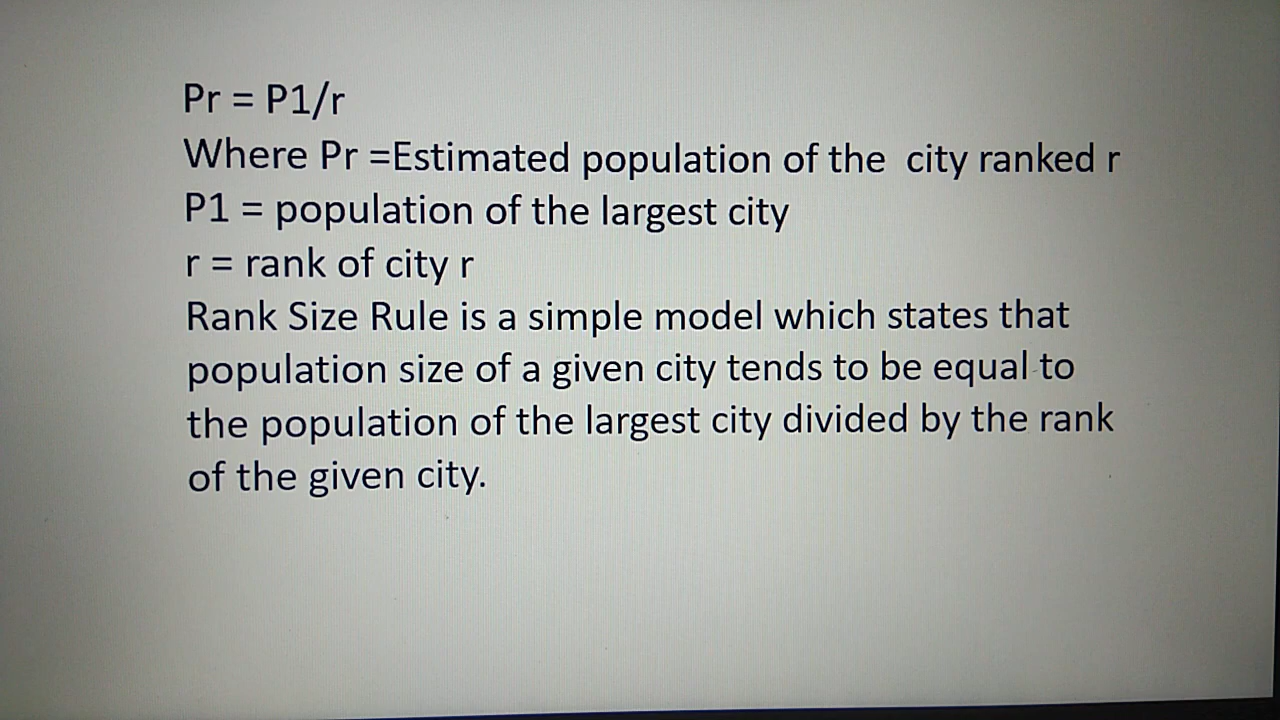 Pr = P1/r
Where Pr =Estimated population of the  city ranked r
P1 = population of the largest city
r = rank of city r
Rank Size Rule is a simple model which states that
population size of a given city tends to be equal to
the population of the largest city divided by the rank
of the given city.